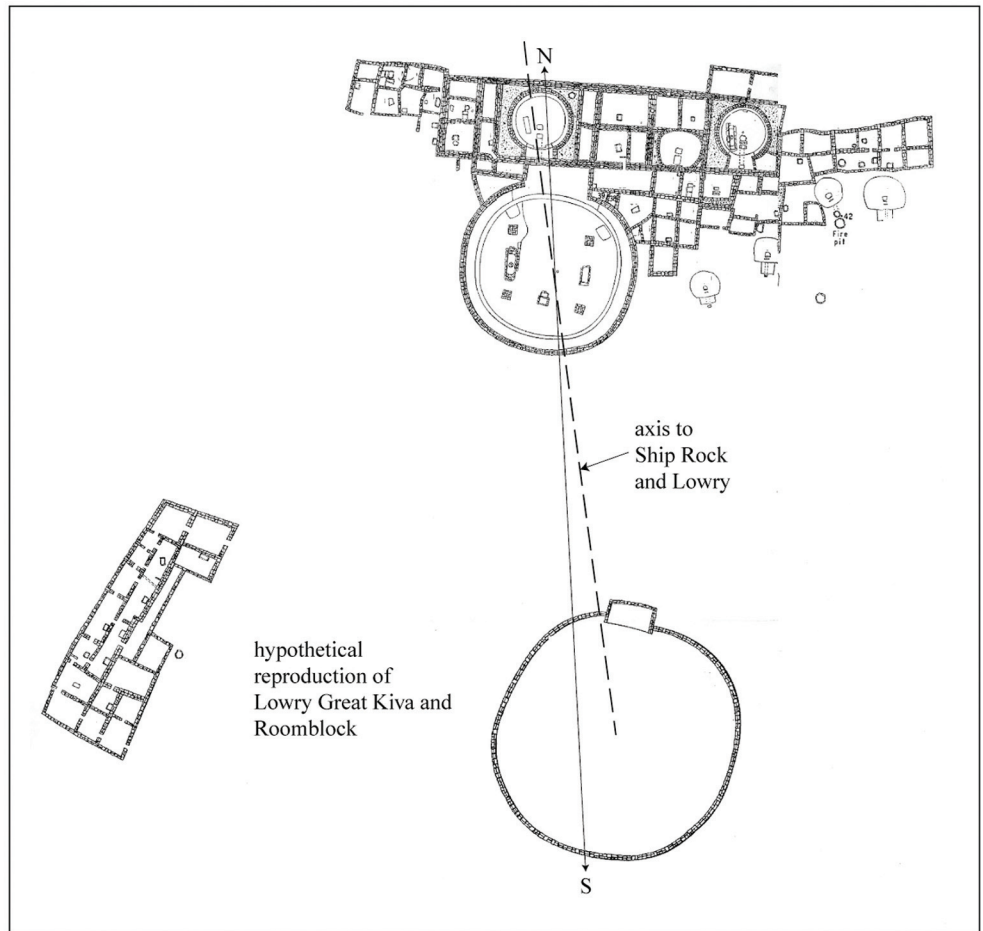 N
42
Fire
pit
axis to
Ship Rock
and Lowry
hypothetical
reproduction of
Lowry Great Kiva and
Roomblock
S